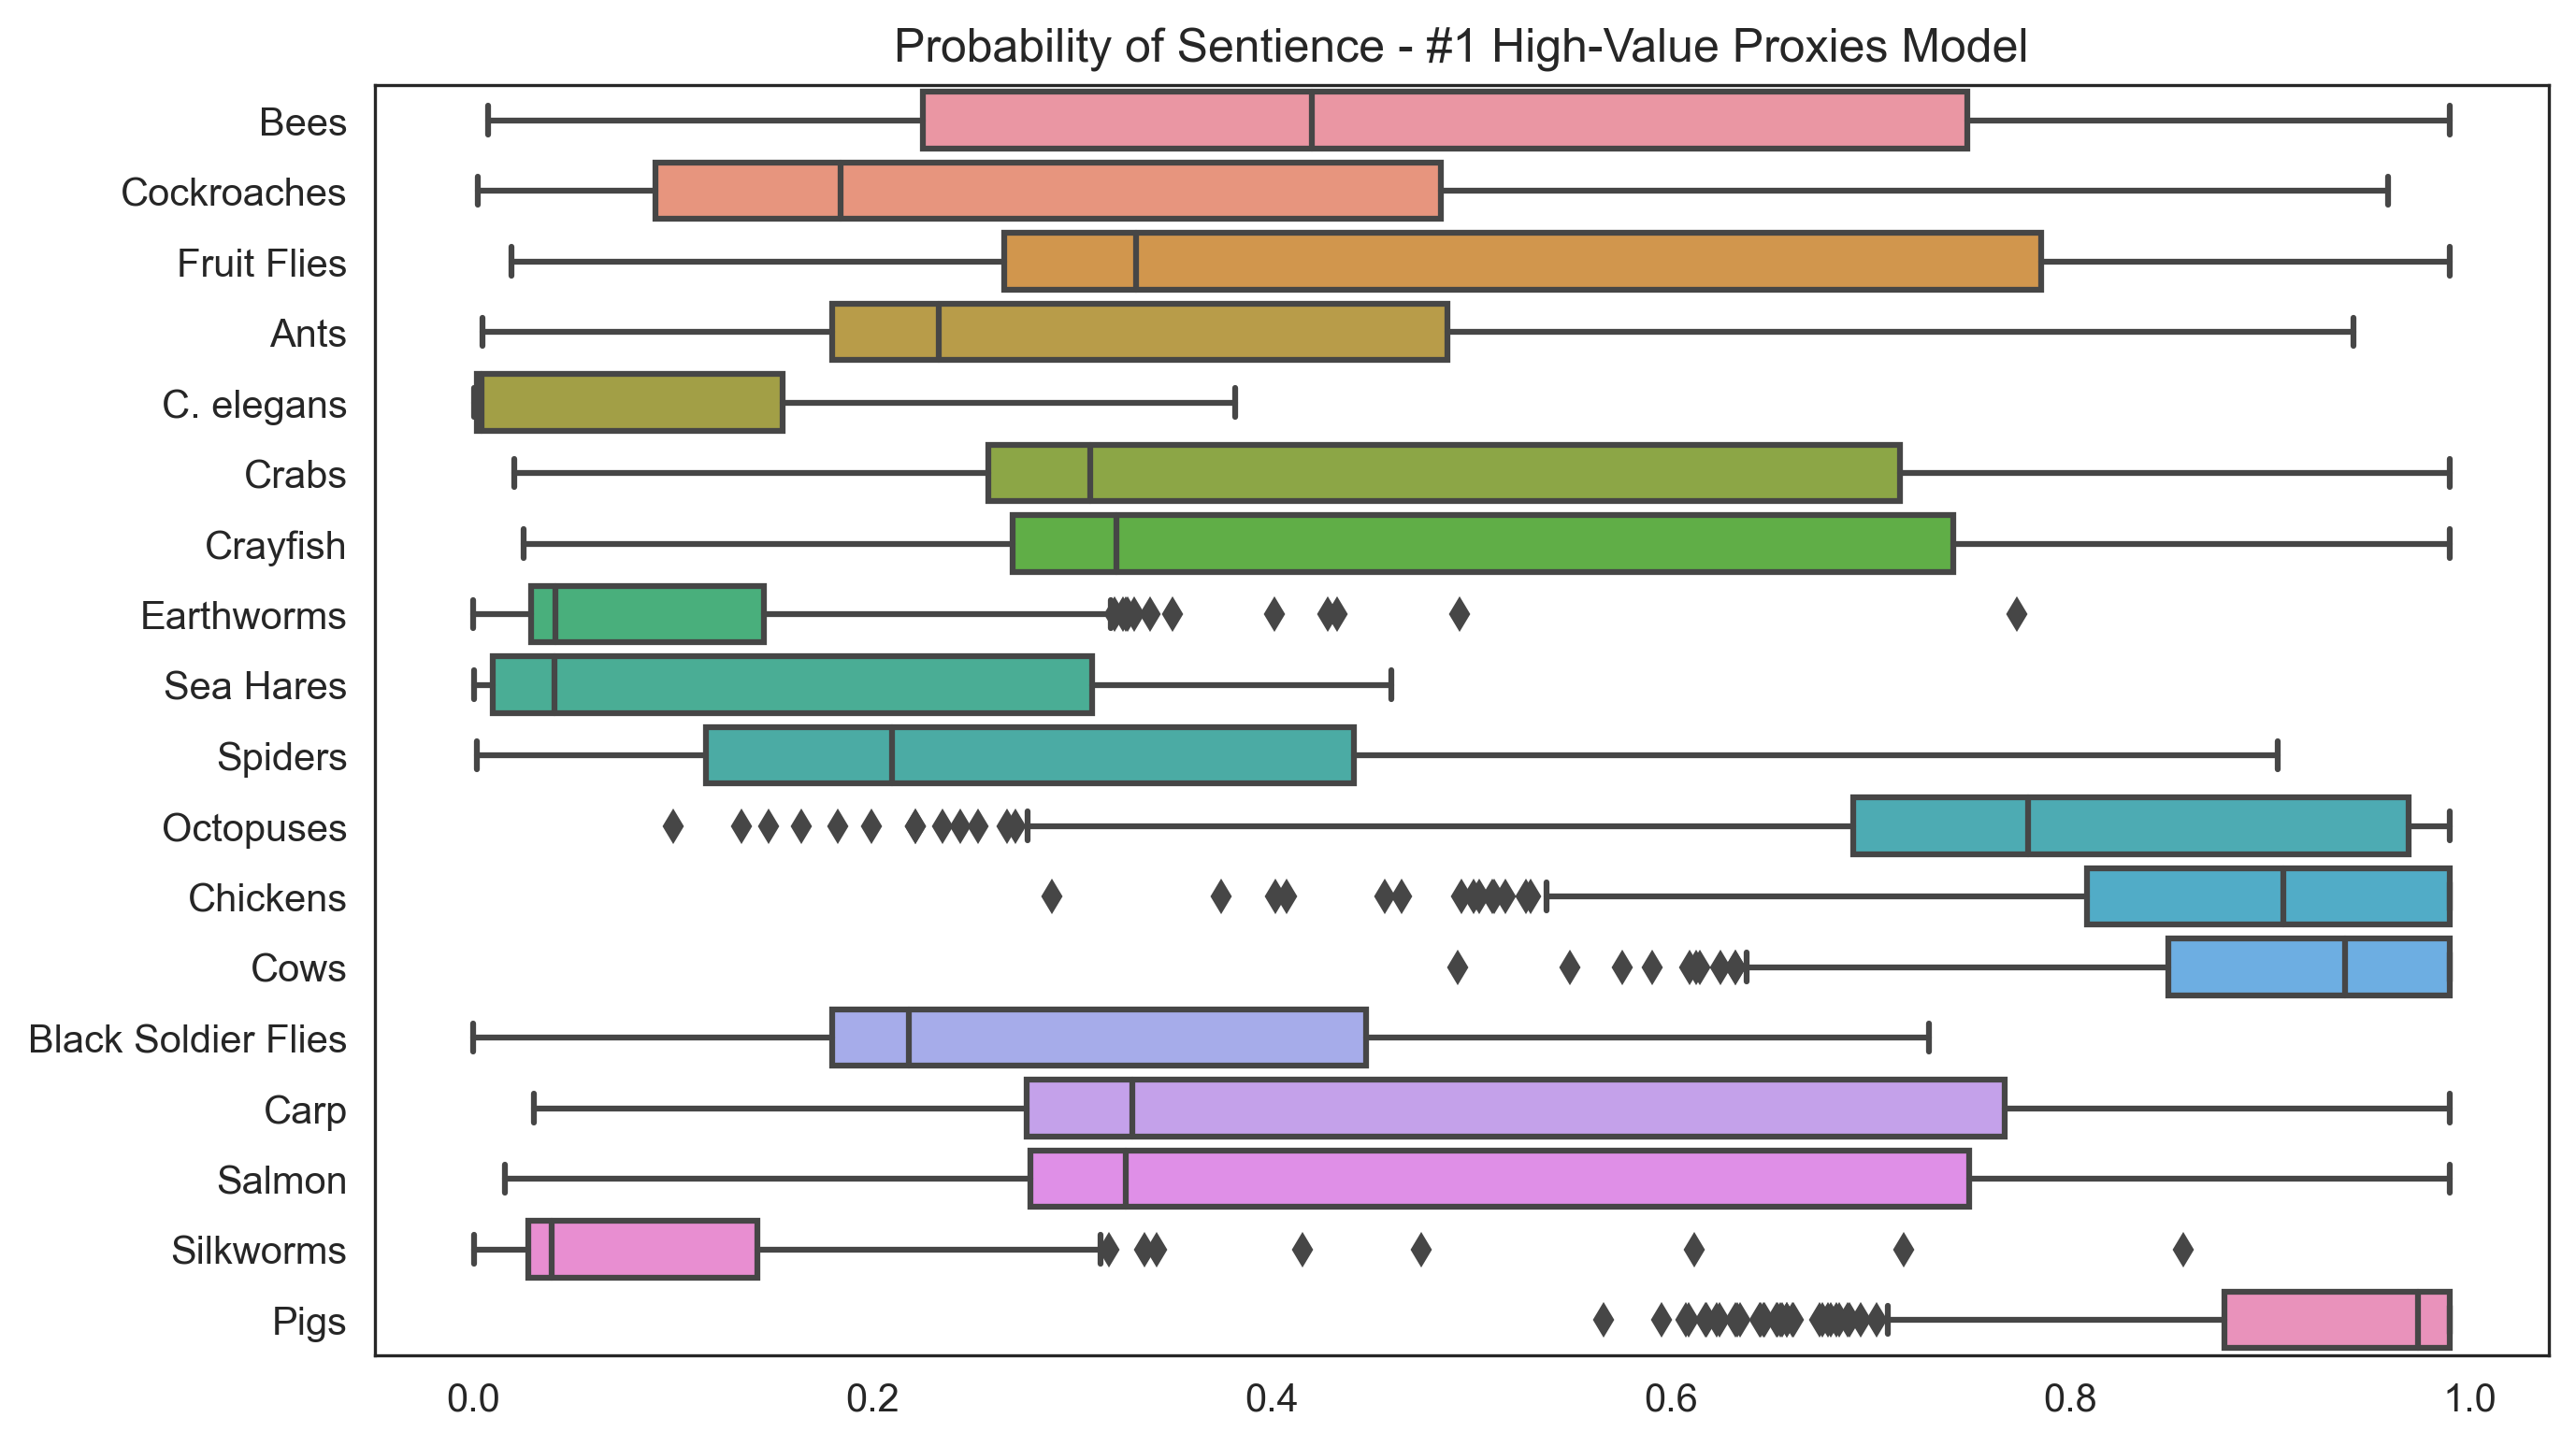 Probability of Sentience - #1 High-Value Proxies Model
Bees
Cockroaches
Fruit Flies
Ants
C. elegans
Crabs
Crayfish
Earthworms
Sea Hares
Spiders
Octopuses
Chickens
Cows
Black Soldier Flies
Carp
Salmon
Silkworms
Pigs
0.0 0.2 0.4 0.6 0.8 1.0